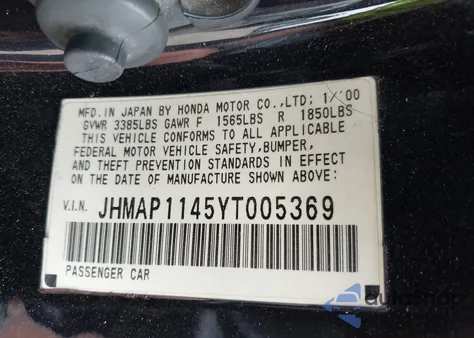 MFD. IN JAPAN BY HONDA MOTOR CO., LTD; 1/'00
GVWR 3385LBS GAWR F 1565LBS R 1850LBS
THIS VEHICLE CONFORMS TO ALL APPLICABLE
FEDERAL MOTOR VEHICLE SAFETY, BUMPER,
AND THEFT PREVENTION STANDARDS IN EFFECT
ON THE DATE OF MANUFACTURE SHOWN ABOVE:
V.I.N. JHMAP1145YT005369
PASSENGER CAR